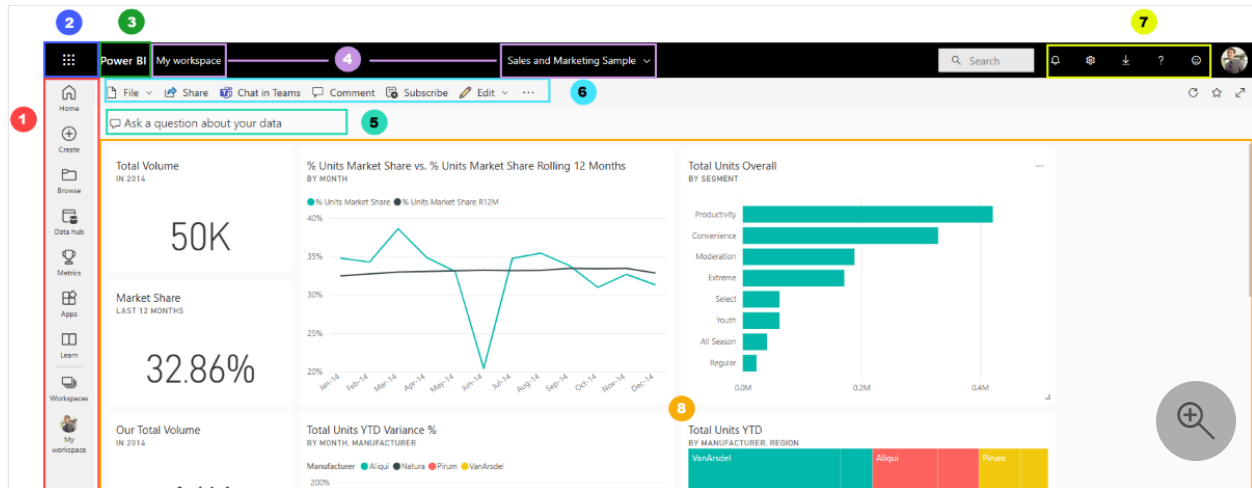 2
3
7
Power BI
My workspace
4
Sales and Marketing Sample
Search
?
1
Home
Create
Browse
Data hub
Metrics
Apps
Learn
Workspaces
My
workspace
File
Share
Chat in Teams
Comment
Subscribe
Edit
...
6
Ask a question about your data
5
Total Volume
IN 2014
50K
Market Share
LAST 12 MONTHS
32.86%
Our Total Volume
IN 2014
% Units Market Share vs. % Units Market Share Rolling 12 Months
BY MONTH
% Units Market Share % Units Market Share R12M
40%
35%
30%
25%
20%
Jan-14 Feb-14 Mar-14 Apr-14 May-14 Jun-14 Jul-14 Aug-14 Sep-14 Oct-14 Nov-14 Dec-14
Total Units Overall
BY SEGMENT
...
Productivity
Convenience
Moderation
Extreme
Select
Youth
All Season
Regular
0.0M 0.2M 0.4M
8
Total Units YTD Variance %
BY MONTH, MANUFACTURER
Manufacturer Aliqui Natura Pirum VanArsdel
200%
Total Units YTD
BY MANUFACTURER, REGION
VanArsdel
Aliqui
Pirum